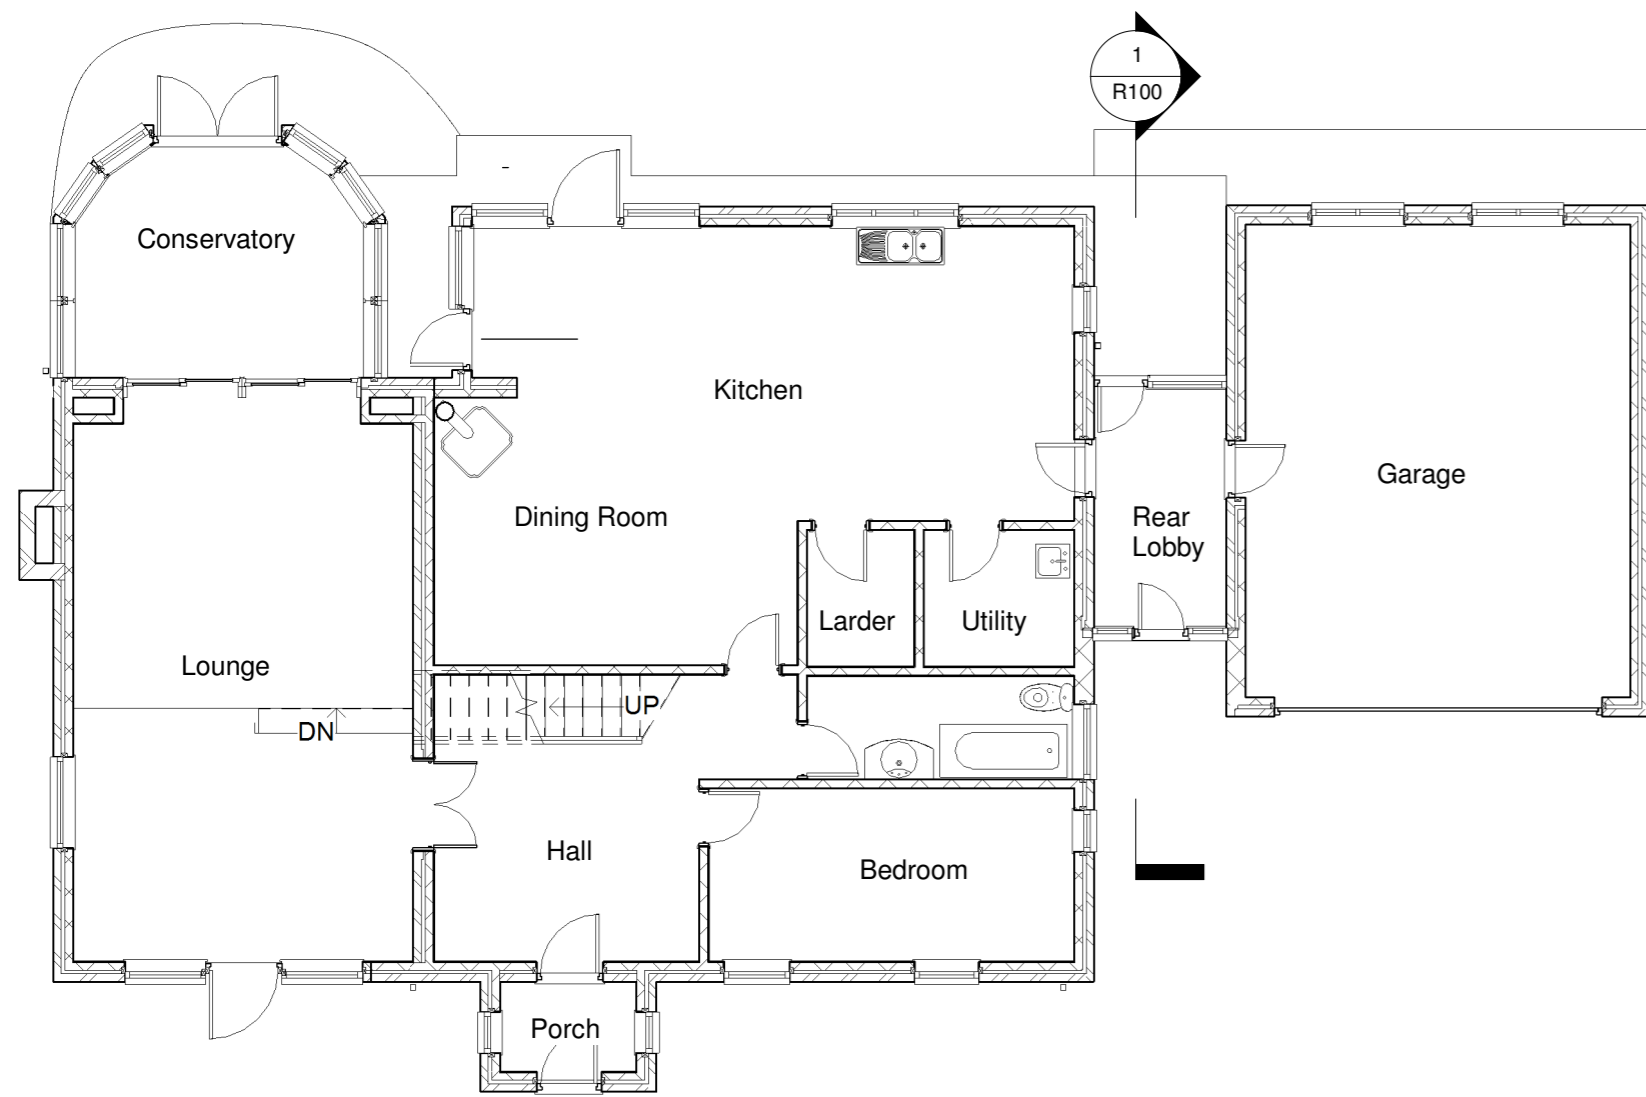 1
R100
Conservatory
Kitchen
Garage
Dining Room
Rear
Lobby
Larder
Utility
Lounge
UP
DN
Hall
Bedroom
Porch